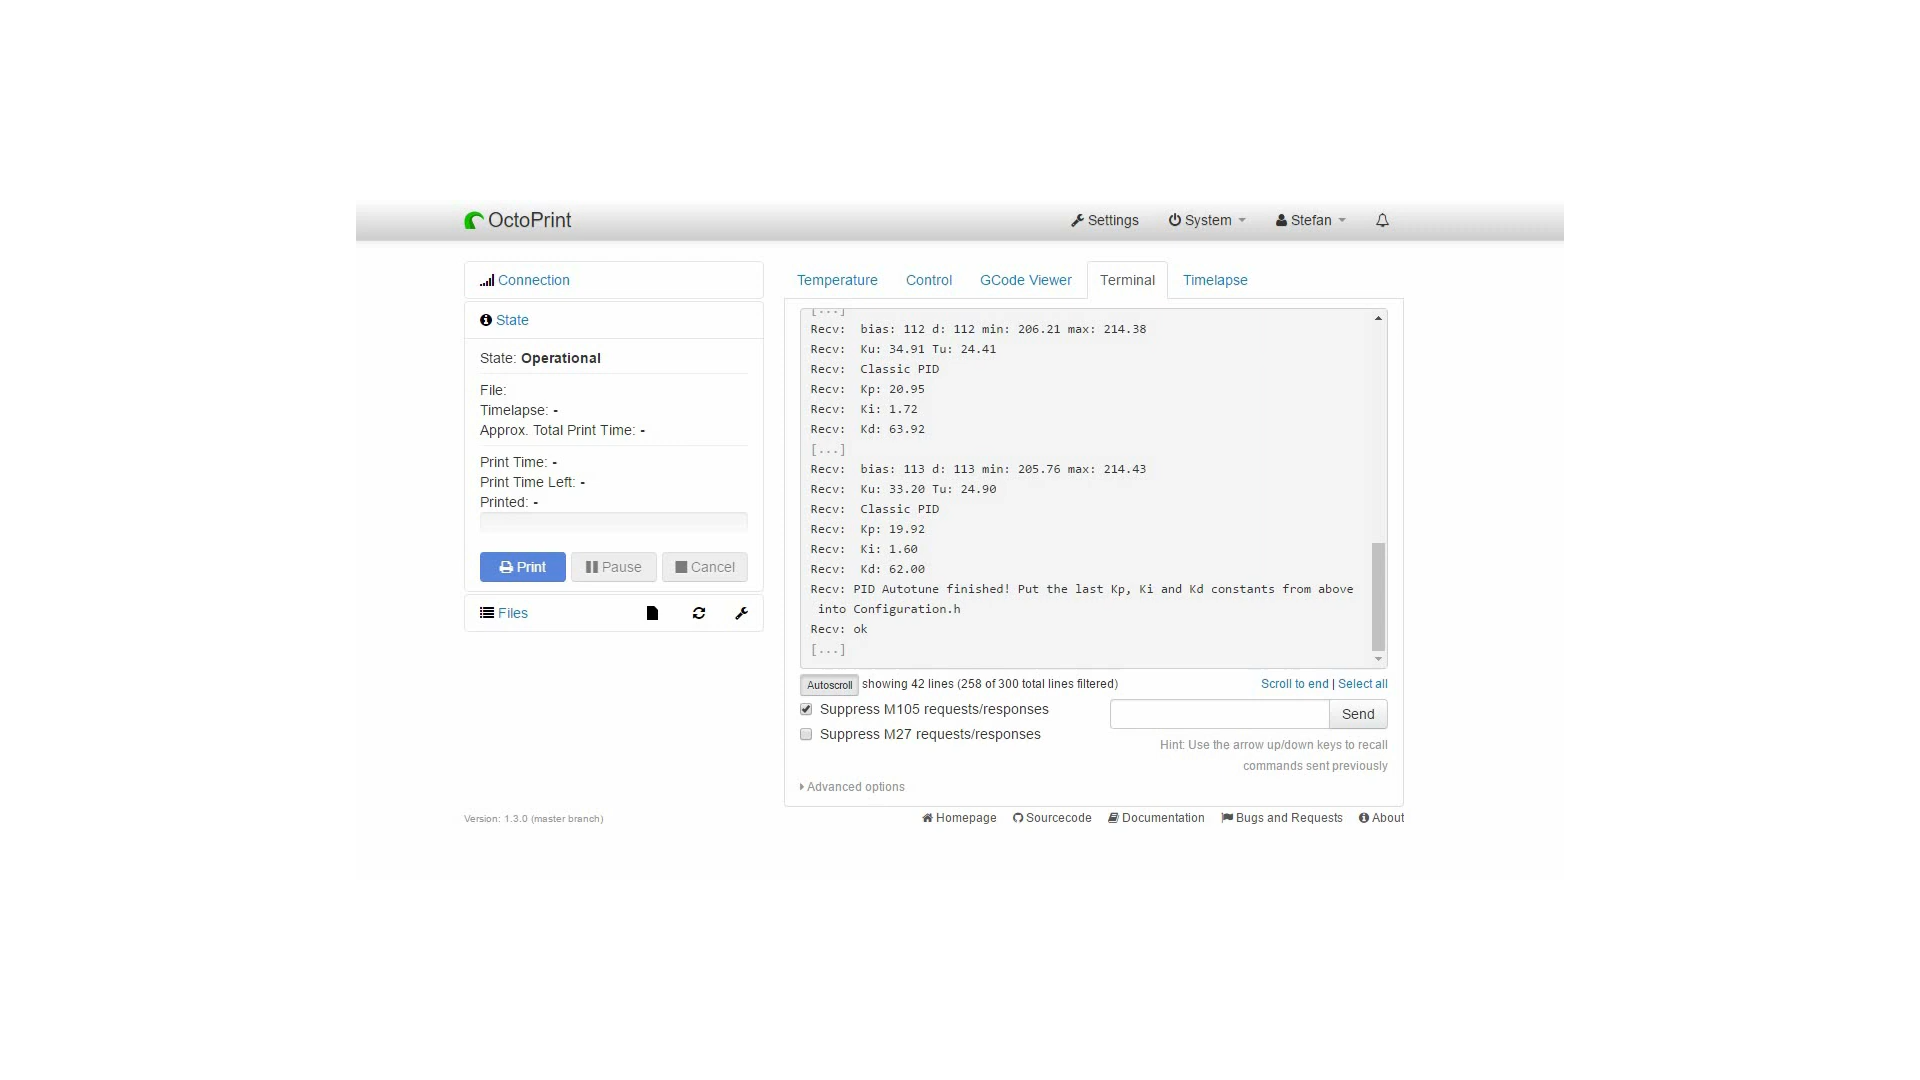 OctoPrint
Settings
System
Stefan
Connection
State
State: Operational
File:
Timelapse: -
Approx. Total Print Time: -
Print Time: -
Print Time Left: -
Printed: -
Print
Pause
Cancel
Files
Temperature
Control
GCode Viewer
Terminal
Timelapse
[...]
Recv:  bias: 112 d: 112 min: 206.21 max: 214.38
Recv:  Ku: 34.91 Tu: 24.41
Recv:  Classic PID
Recv:  Kp: 20.95
Recv:  Ki: 1.72
Recv:  Kd: 63.92
[...]
Recv:  bias: 113 d: 113 min: 205.76 max: 214.43
Recv:  Ku: 33.20 Tu: 24.90
Recv:  Classic PID
Recv:  Kp: 19.92
Recv:  Ki: 1.60
Recv:  Kd: 62.00
Recv: PID Autotune finished! Put the last Kp, Ki and Kd constants from above
into Configuration.h
Recv: ok
[...]
Autoscroll showing 42 lines (258 of 300 total lines filtered)
Scroll to end | Select all
Suppress M105 requests/responses
Suppress M27 requests/responses
Send
Hint: Use the arrow up/down keys to recall
commands sent previously
Advanced options
Version: 1.3.0 (master branch)
Homepage
Sourcecode
Documentation
Bugs and Requests
About